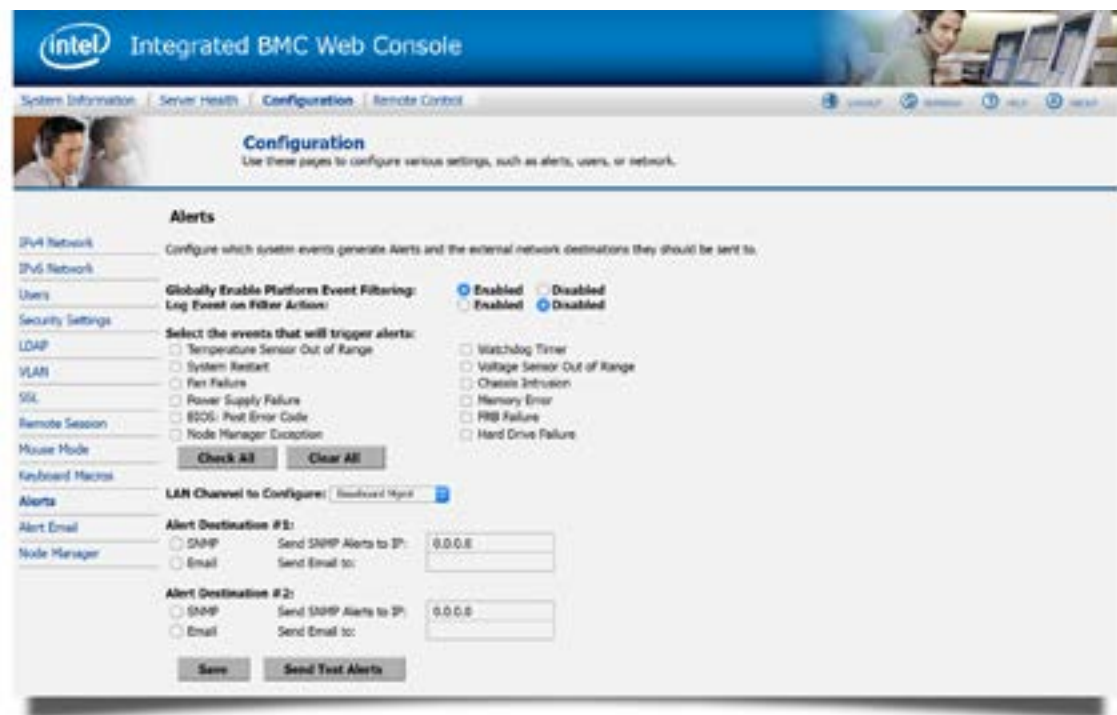 intel Integrated BMC Web Console
System Information Server Health Configuration Remote Control LOGOUT REFRESH HELP ABOUT
Configuration
Use these pages to configure various settings, such as alerts, users, or network.
Alerts
Configure which sysetm events generate Alerts and the external network destinations they should be sent to.
IPv4 Network
IPv6 Network
Users
Security Settings
LDAP
VLAN
SSL
Remote Session
Mouse Mode
Keyboard Macros
Alerts
Alert Email
Node Manager
Globally Enable Platform Event Filtering: Enabled Disabled
Log Event on Filter Action: Enabled Disabled
Select the events that will trigger alerts:
Temperature Sensor Out of Range Watchdog Timer
System Restart Voltage Sensor Out of Range
Fan Failure Chassis Intrusion
Power Supply Failure Memory Error
BIOS: Post Error Code FRB Failure
Node Manager Exception Hard Drive Failure
Check All Clear All
LAN Channel to Configure: Baseboard Mgmt
Alert Destination #1:
SNMP Send SNMP Alerts to IP: 0.0.0.0
Email Send Email to:
Alert Destination #2:
SNMP Send SNMP Alerts to IP: 0.0.0.0
Email Send Email to:
Save Send Test Alerts